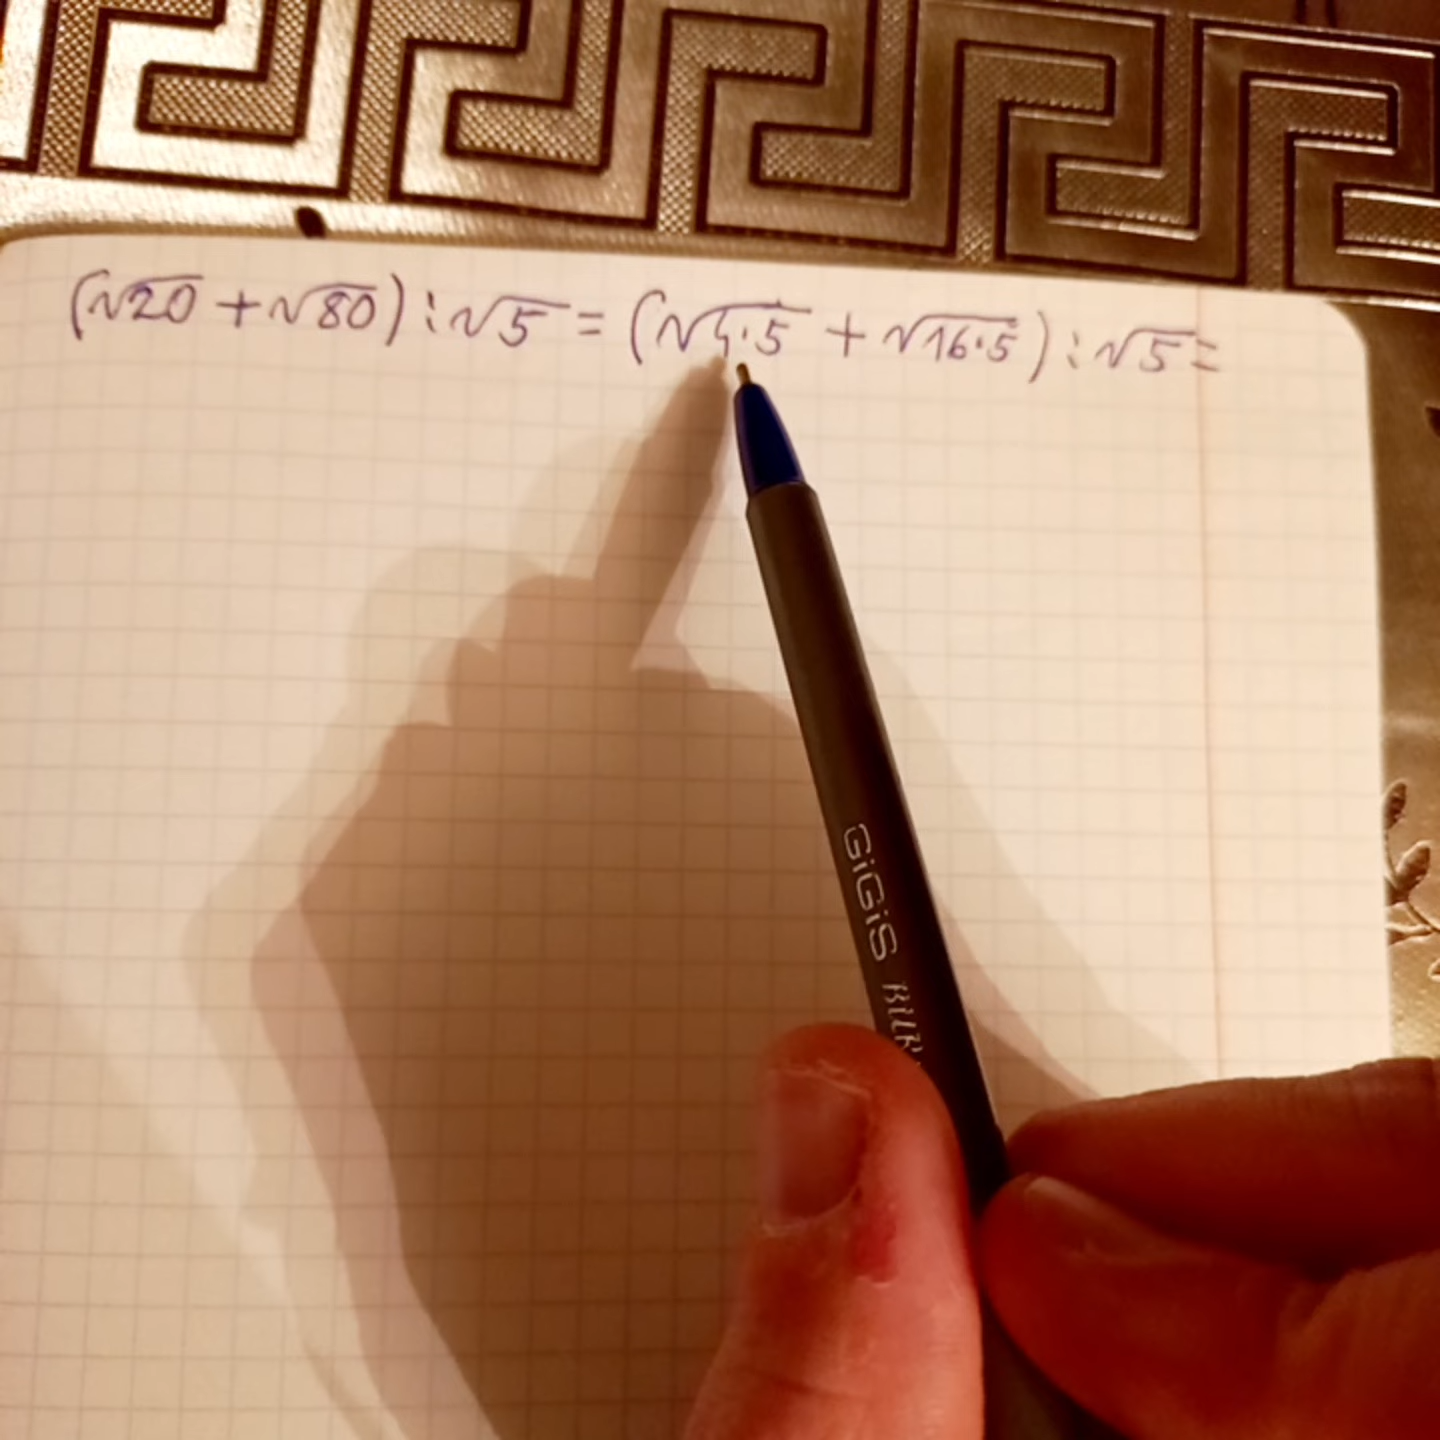 (√20 + √80) : √5 = (√4·5 + √16·5) : √5 =
GiGiS